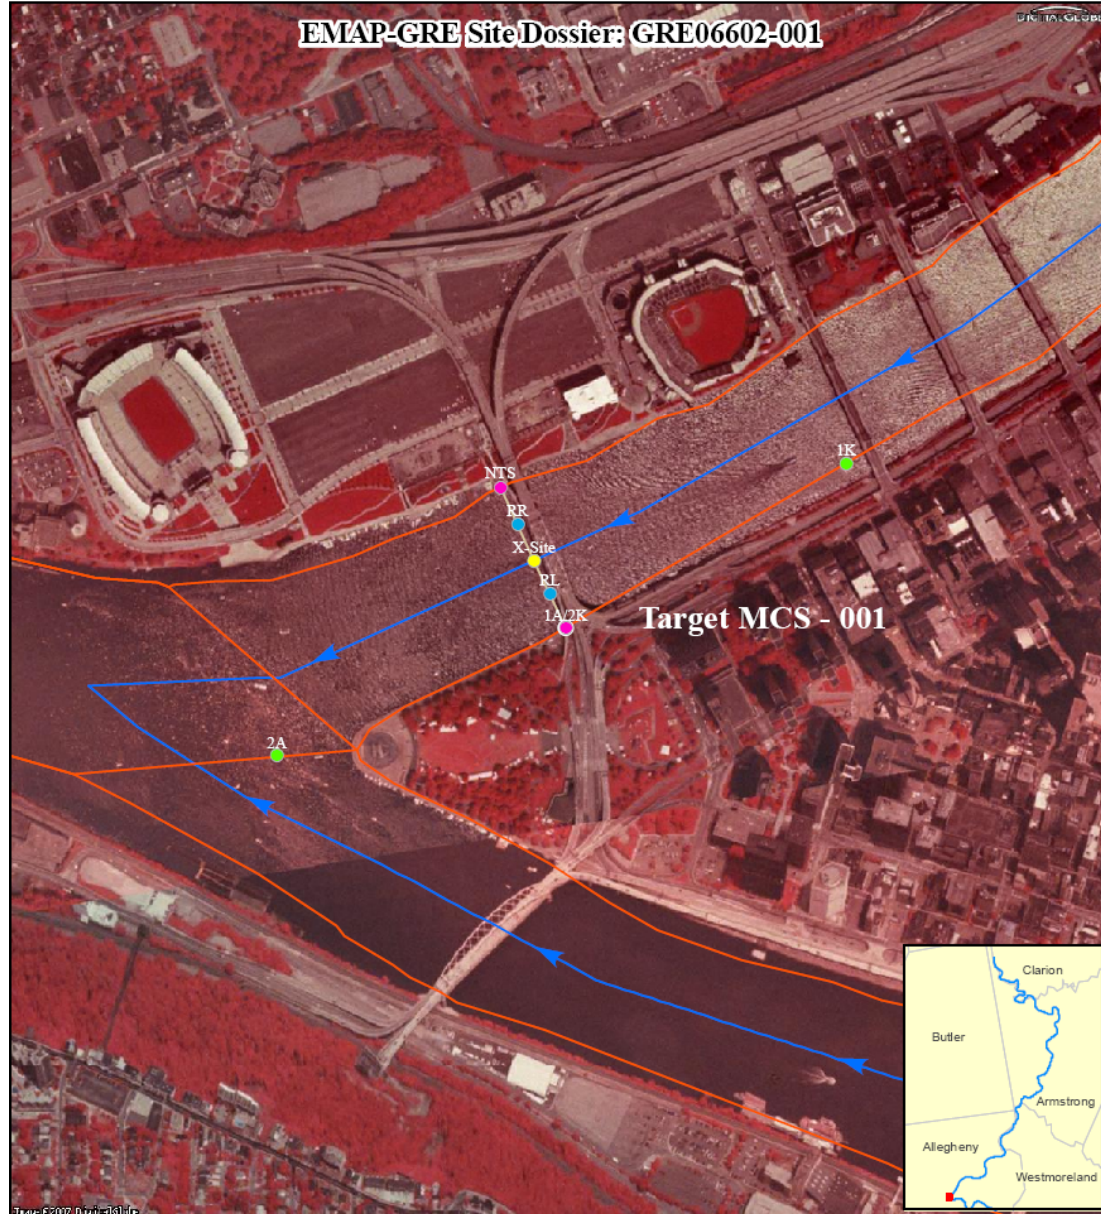 EMAP-GRE Site Dossier: GRE06602-001
DIGITALGLOBE
1K
NTS
RR
X-Site
RL
1A/2K
Target MCS - 001
2A
Clarion
Butler
Armstrong
Allegheny
Westmoreland